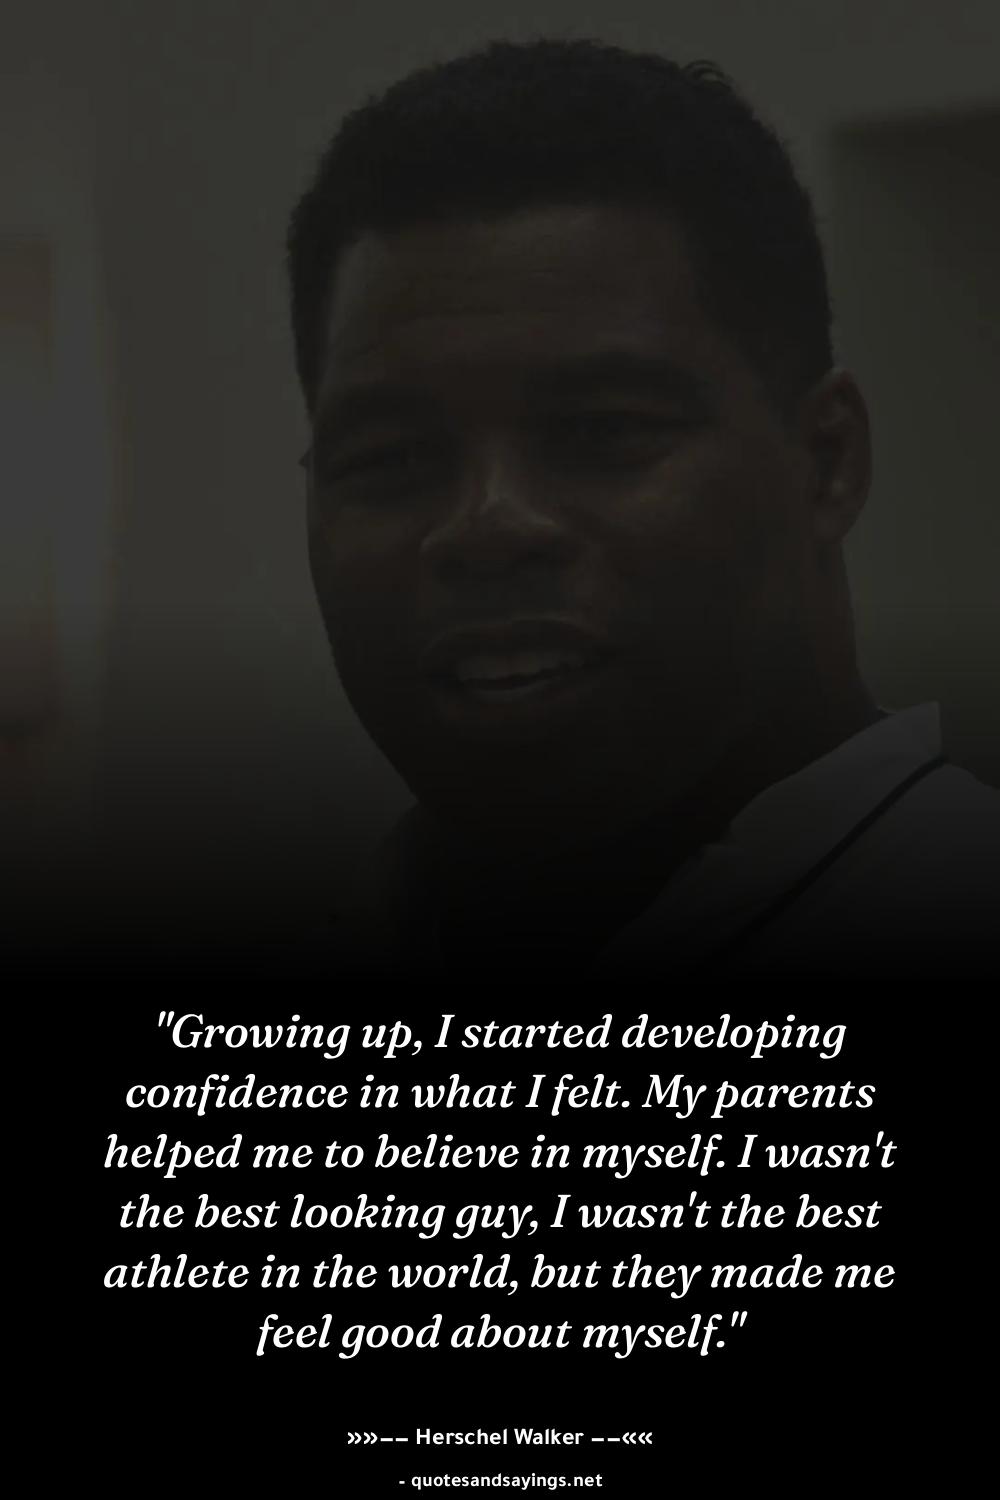 "Growing up, I started developing
confidence in what I felt. My parents
helped me to believe in myself. I wasn't
the best looking guy, I wasn't the best
athlete in the world, but they made me
feel good about myself."
»»–– Herschel Walker ––««
- quotesandsayings.net